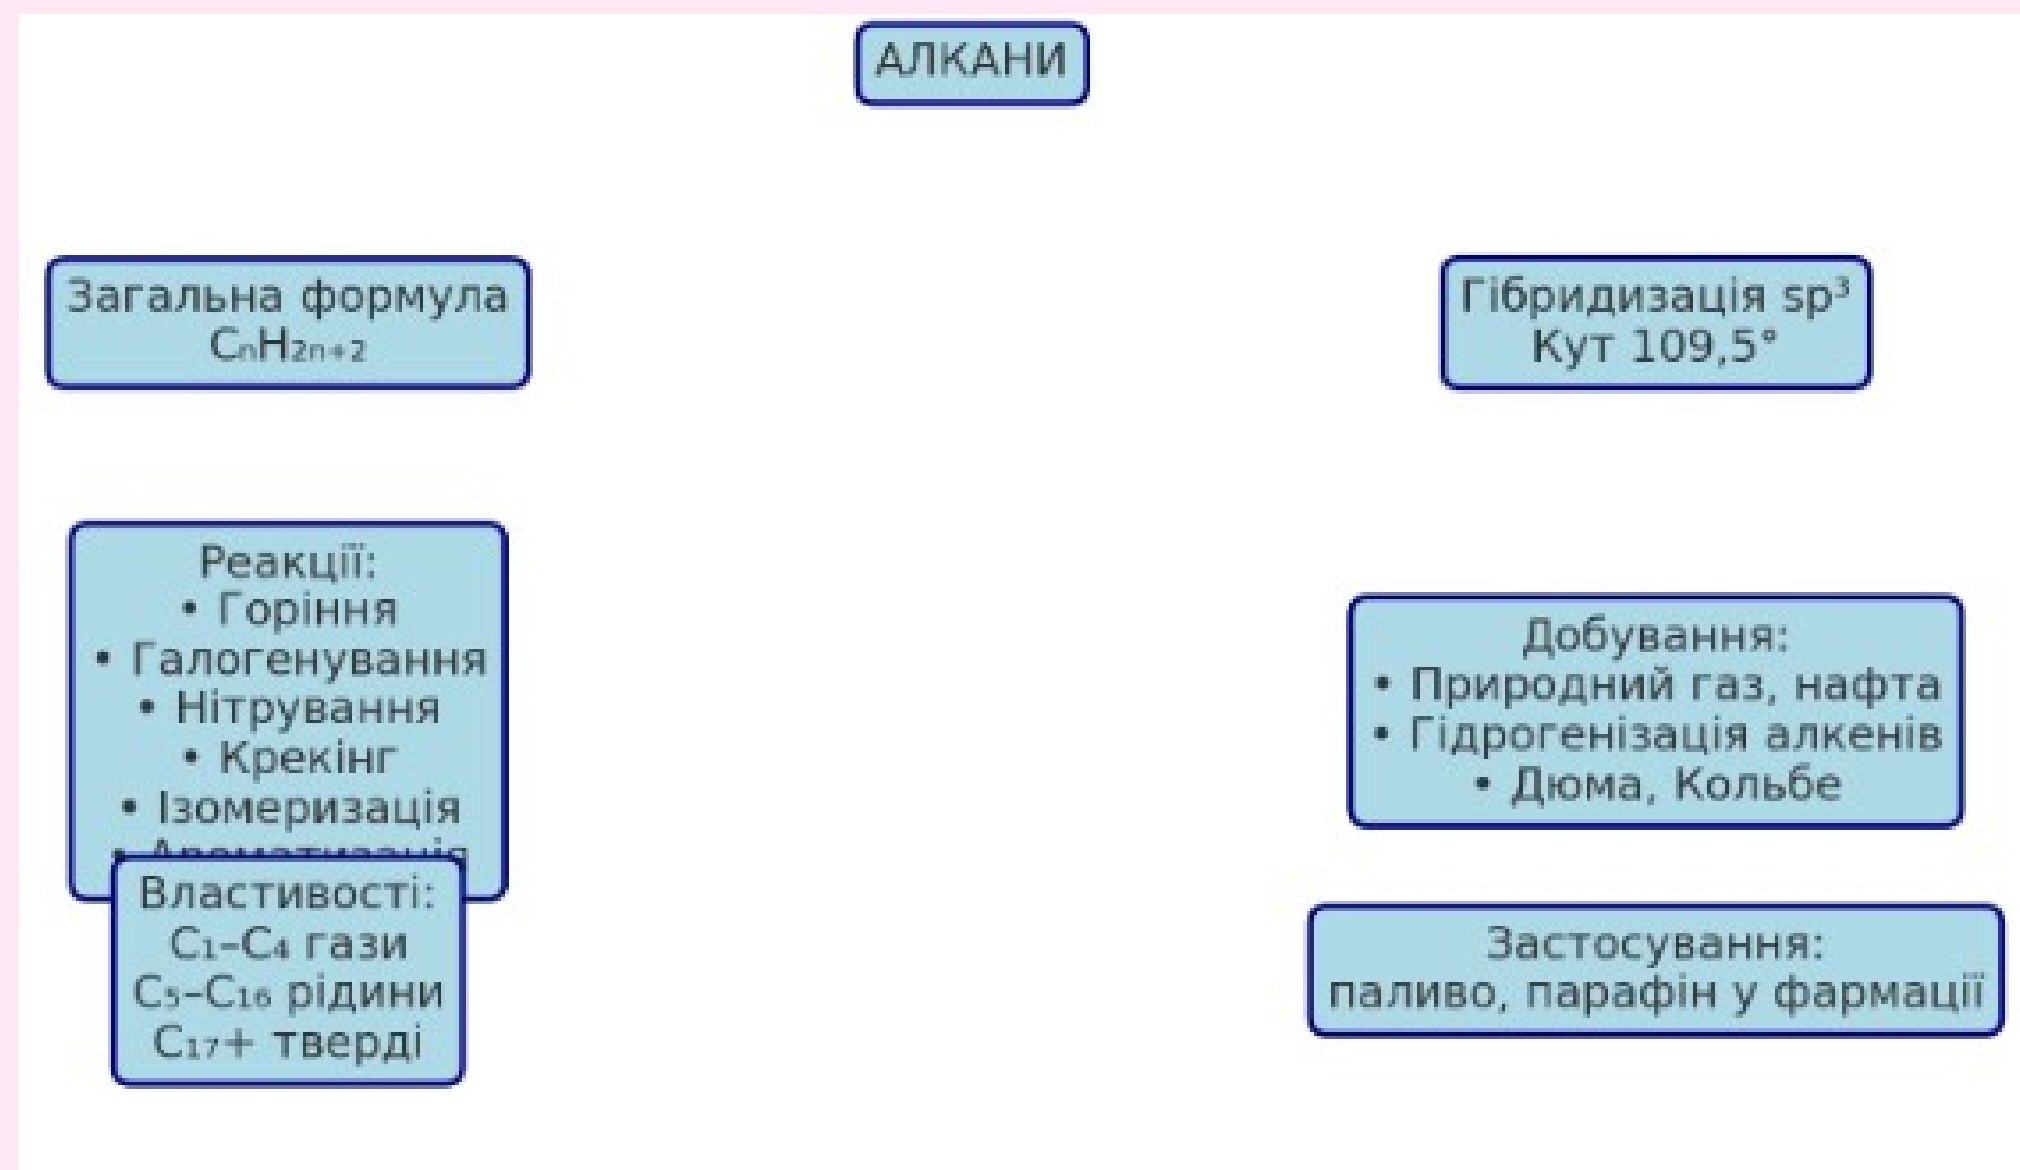 АЛКАНИ
Загальна формула
CₙH₂ₙ₊₂
Гібридизація sp³
Кут 109,5°
Реакції:
• Горіння
• Галогенування
• Нітрування
• Крекінг
• Ізомеризація
• Ароматизація
Властивості:
C₁–C₄ гази
C₅–C₁₆ рідини
C₁₇+ тверді
Добування:
• Природний газ, нафта
• Гідрогенізація алкенів
• Дюма, Кольбе
Застосування:
паливо, парафін у фармації